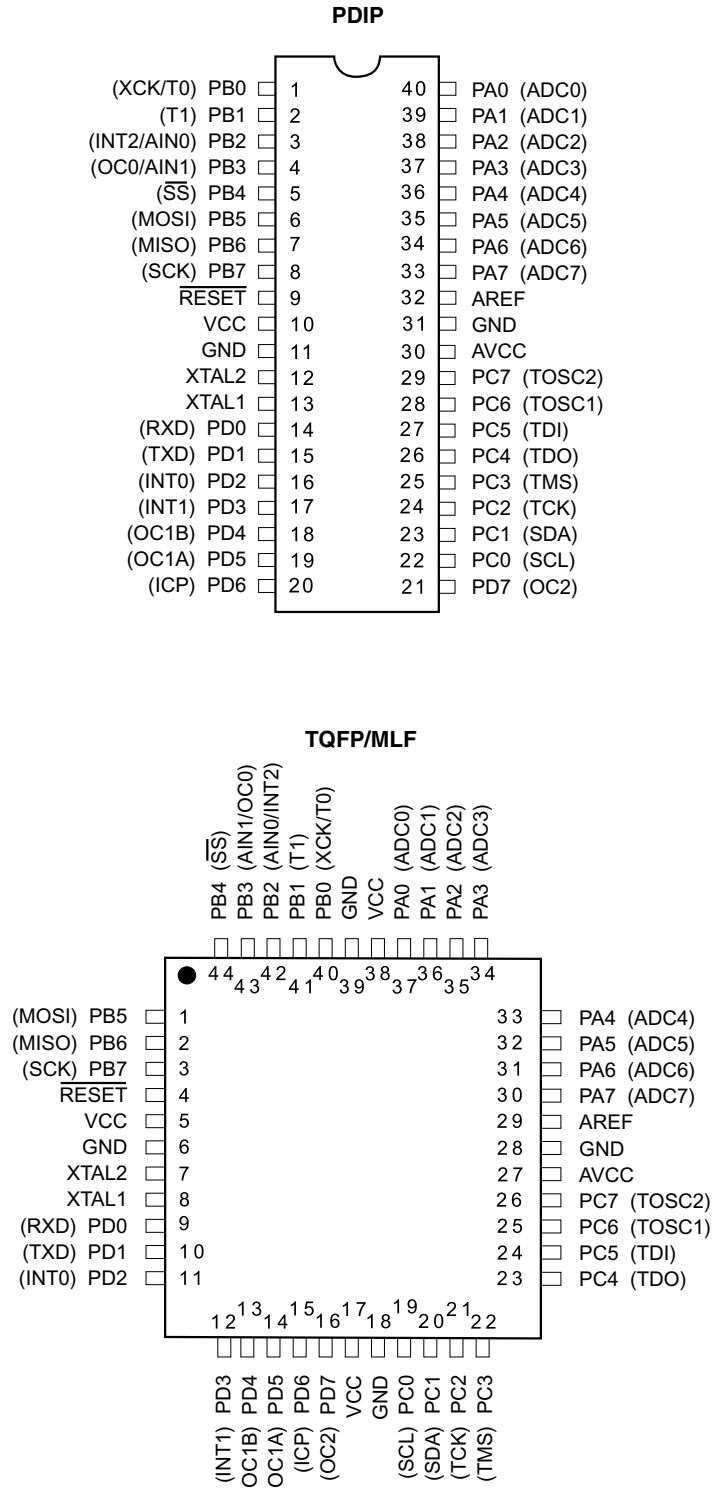 PDIP
(XCK/T0) PB0 1 40 PA0 (ADC0)
(T1) PB1 2 39 PA1 (ADC1)
(INT2/AIN0) PB2 3 38 PA2 (ADC2)
(OC0/AIN1) PB3 4 37 PA3 (ADC3)
(S̅S̅) PB4 5 36 PA4 (ADC4)
(MOSI) PB5 6 35 PA5 (ADC5)
(MISO) PB6 7 34 PA6 (ADC6)
(SCK) PB7 8 33 PA7 (ADC7)
R̅E̅S̅E̅T̅ 9 32 AREF
VCC 10 31 GND
GND 11 30 AVCC
XTAL2 12 29 PC7 (TOSC2)
XTAL1 13 28 PC6 (TOSC1)
(RXD) PD0 14 27 PC5 (TDI)
(TXD) PD1 15 26 PC4 (TDO)
(INT0) PD2 16 25 PC3 (TMS)
(INT1) PD3 17 24 PC2 (TCK)
(OC1B) PD4 18 23 PC1 (SDA)
(OC1A) PD5 19 22 PC0 (SCL)
(ICP) PD6 20 21 PD7 (OC2)
TQFP/MLF
PB4 (S̅S̅)
PB3 (AIN1/OC0)
PB2 (AIN0/INT2)
PB1 (T1)
PB0 (XCK/T0)
GND
VCC
PA0 (ADC0)
PA1 (ADC1)
PA2 (ADC2)
PA3 (ADC3)
44 43 42 41 40 39 38 37 36 35 34
(MOSI) PB5 1 33 PA4 (ADC4)
(MISO) PB6 2 32 PA5 (ADC5)
(SCK) PB7 3 31 PA6 (ADC6)
R̅E̅S̅E̅T̅ 4 30 PA7 (ADC7)
VCC 5 29 AREF
GND 6 28 GND
XTAL2 7 27 AVCC
XTAL1 8 26 PC7 (TOSC2)
(RXD) PD0 9 25 PC6 (TOSC1)
(TXD) PD1 10 24 PC5 (TDI)
(INT0) PD2 11 23 PC4 (TDO)
12 13 14 15 16 17 18 19 20 21 22
(INT1) PD3
OC1B) PD4
OC1A) PD5
(ICP) PD6
(OC2) PD7
VCC
GND
(SCL) PC0
(SDA) PC1
(TCK) PC2
(TMS) PC3